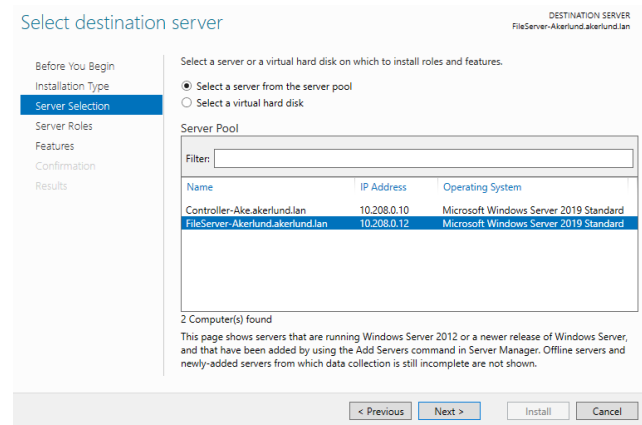 Select destination server
DESTINATION SERVER
FileServer-Akerlund.akerlund.lan
Before You Begin
Installation Type
Server Selection
Server Roles
Features
Confirmation
Results
Select a server or a virtual hard disk on which to install roles and features.
Select a server from the server pool
Select a virtual hard disk
Server Pool
Filter:
Name IP Address Operating System
Controller-Ake.akerlund.lan 10.208.0.10 Microsoft Windows Server 2019 Standard
FileServer-Akerlund.akerlund.lan 10.208.0.12 Microsoft Windows Server 2019 Standard
2 Computer(s) found
This page shows servers that are running Windows Server 2012 or a newer release of Windows Server,
and that have been added by using the Add Servers command in Server Manager. Offline servers and
newly-added servers from which data collection is still incomplete are not shown.
< Previous Next > Install Cancel